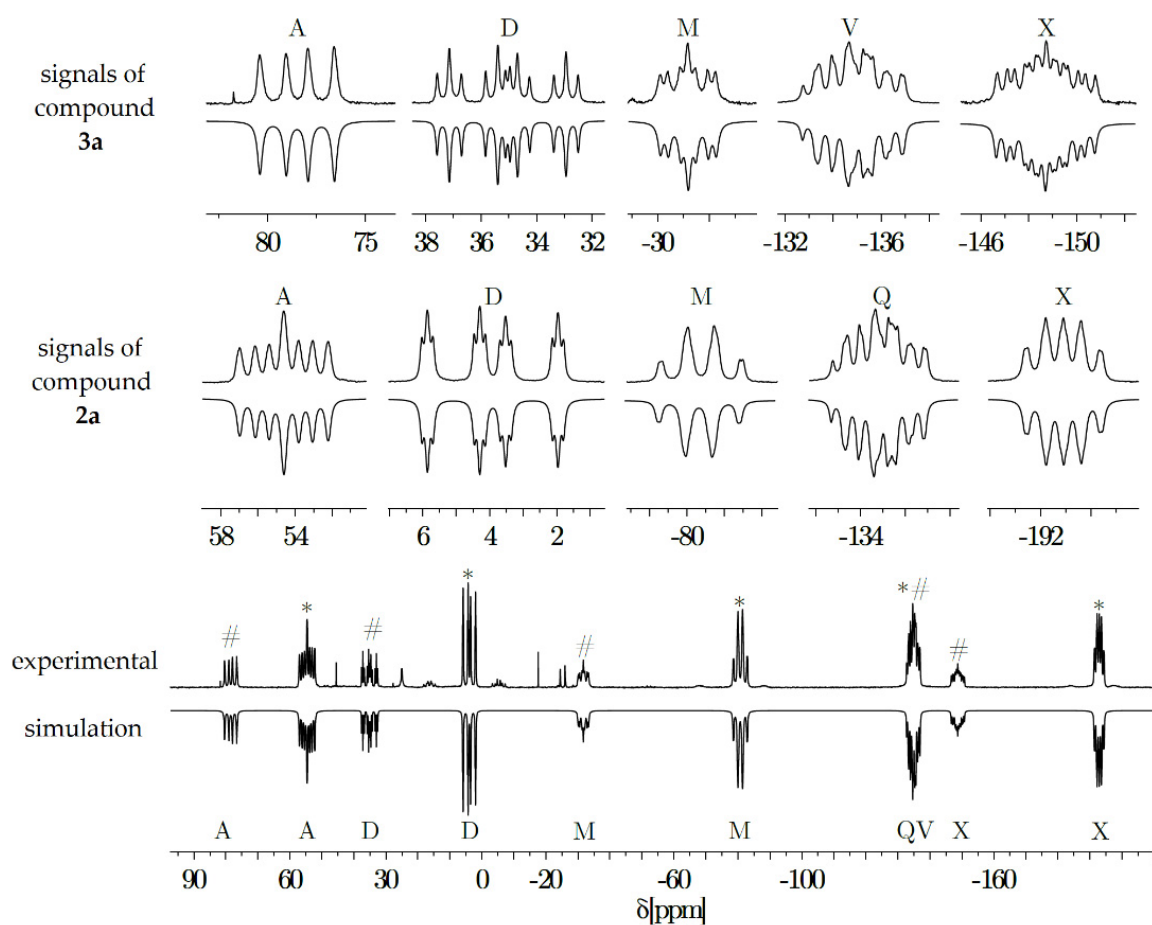 A D M V X
signals of
compound
3a
80 75 38 36 34 32 -30 -132 -136 -146 -150
A D M Q X
signals of
compound
2a
58 54 6 4 2 -80 -134 -192
# * # * # * *# # *
experimental
simulation
A A D D M M QV X X
90 60 30 0 -20 -60 -100 -160
δ[ppm]